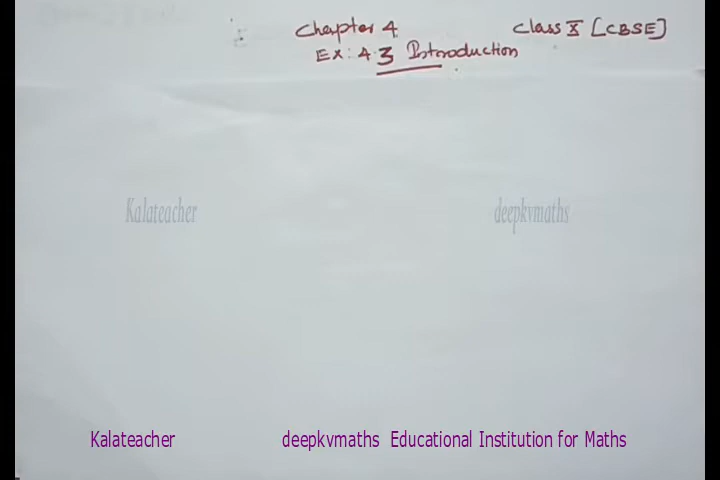 Chapter 4 Class X [CBSE]
Ex: 4.3 Introduction
Kalateacher deepkvmaths
Kalateacher deepkvmaths Educational Institution for Maths